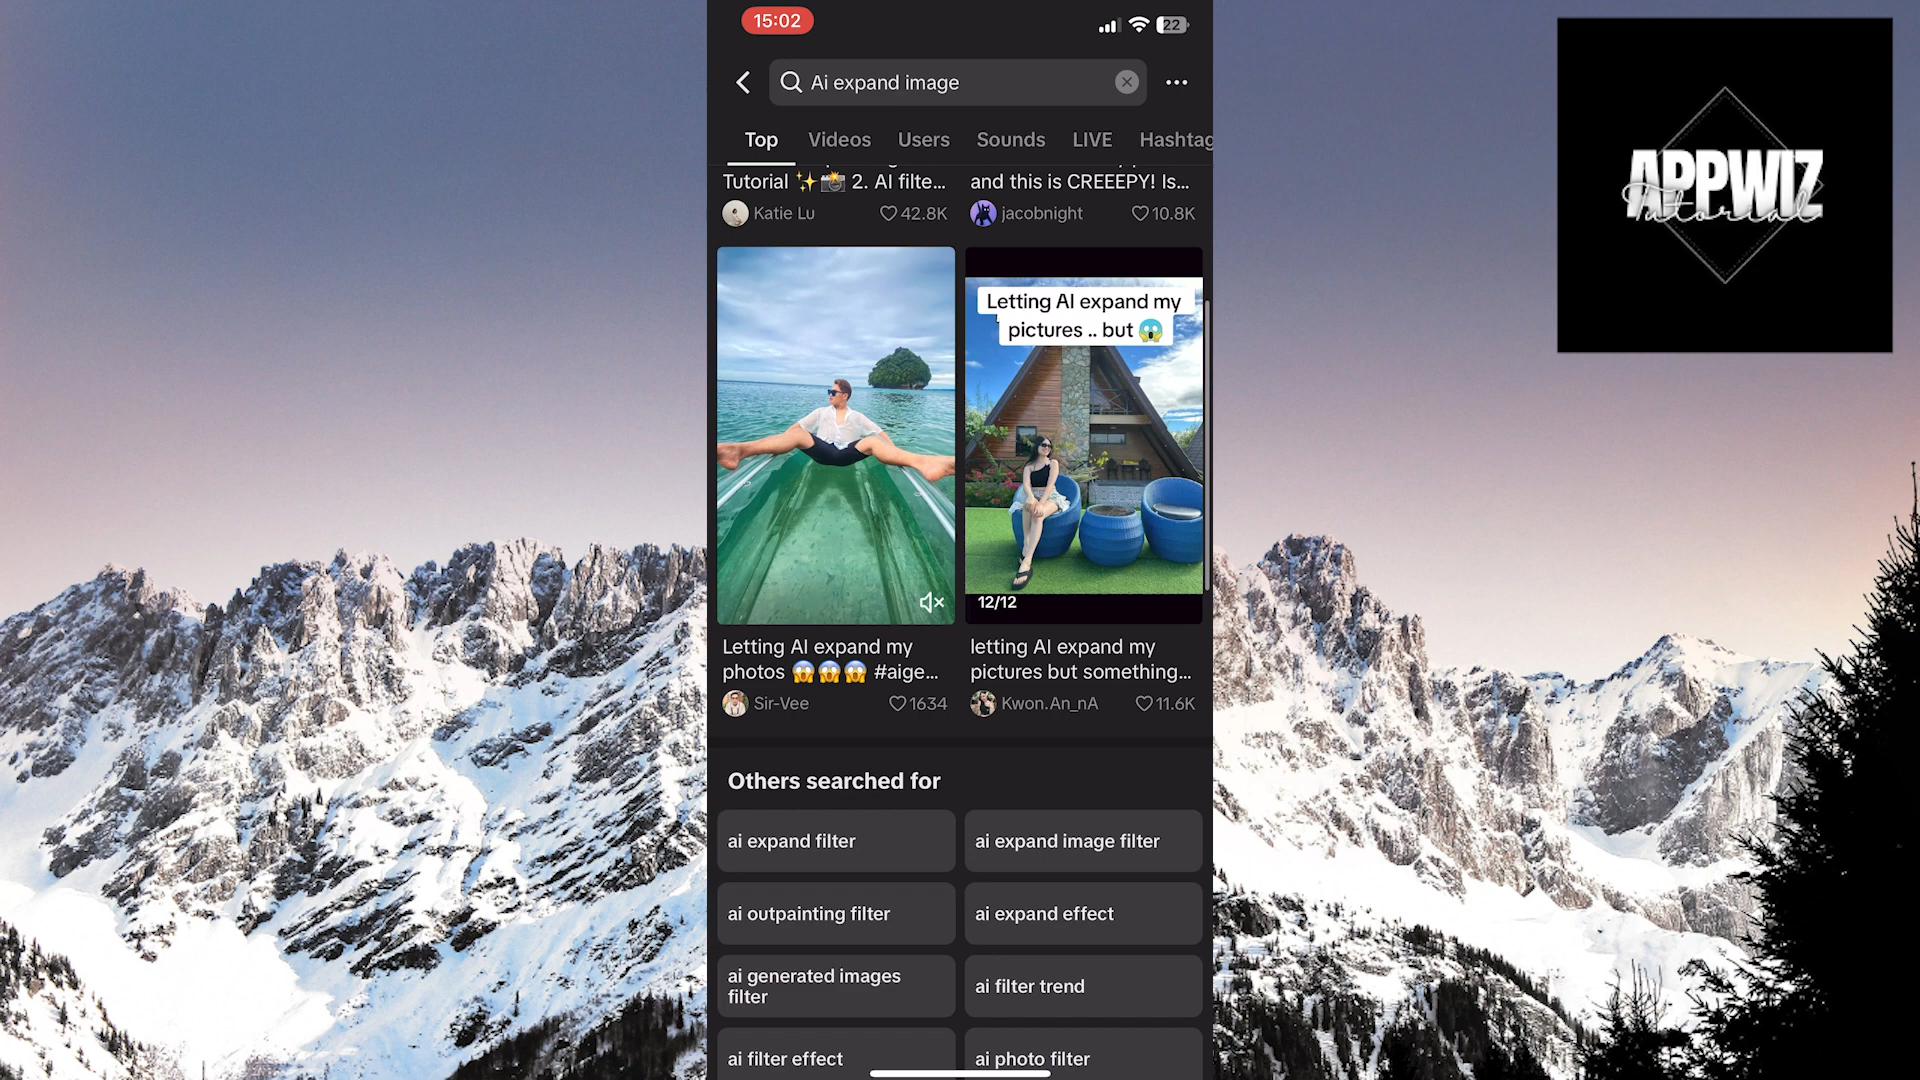 15:02
22
Ai expand image
Top Videos Users Sounds LIVE Hashtag
Tutorial ✨📸 2. AI filte...
Katie Lu 42.8K
and this is CREEEPY! Is...
jacobnight 10.8K
Letting AI expand my
pictures .. but 😱
12/12
Letting AI expand my
photos 😱😱😱 #aige...
Sir-Vee 1634
letting AI expand my
pictures but something...
Kwon.An_nA 11.6K
Others searched for
ai expand filter
ai expand image filter
ai outpainting filter
ai expand effect
ai generated images
filter
ai filter trend
ai filter effect
ai photo filter
APPWIZ
Tutorial